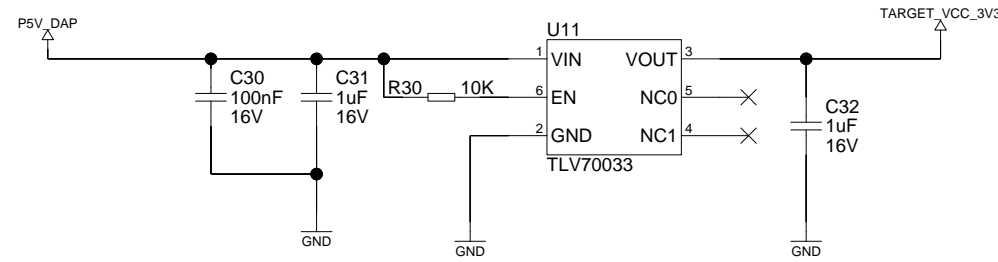 P5V_DAP
TARGET_VCC_3V3
U11
1 VIN VOUT 3
C30
100nF
16V
C31
1uF
16V
R30 10K
6 EN NC0 5
2 GND NC1 4
TLV70033
C32
1uF
16V
GND
GND
GND